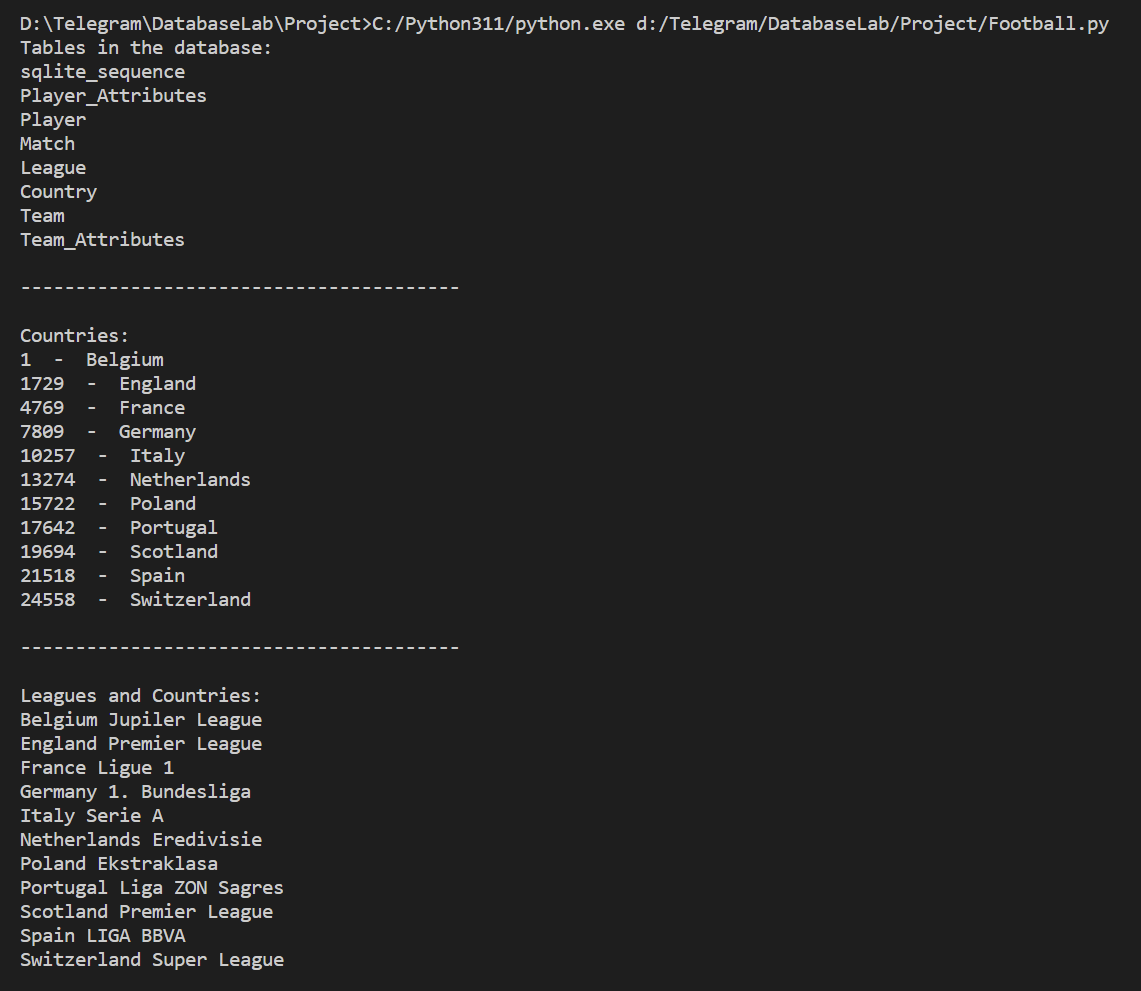 D:\Telegram\DatabaseLab\Project>C:/Python311/python.exe d:/Telegram/DatabaseLab/Project/Football.py
Tables in the database:
sqlite_sequence
Player_Attributes
Player
Match
League
Country
Team
Team_Attributes
----------------------------------------
Countries:
1  -  Belgium
1729  -  England
4769  -  France
7809  -  Germany
10257  -  Italy
13274  -  Netherlands
15722  -  Poland
17642  -  Portugal
19694  -  Scotland
21518  -  Spain
24558  -  Switzerland
----------------------------------------
Leagues and Countries:
Belgium Jupiler League
England Premier League
France Ligue 1
Germany 1. Bundesliga
Italy Serie A
Netherlands Eredivisie
Poland Ekstraklasa
Portugal Liga ZON Sagres
Scotland Premier League
Spain LIGA BBVA
Switzerland Super League